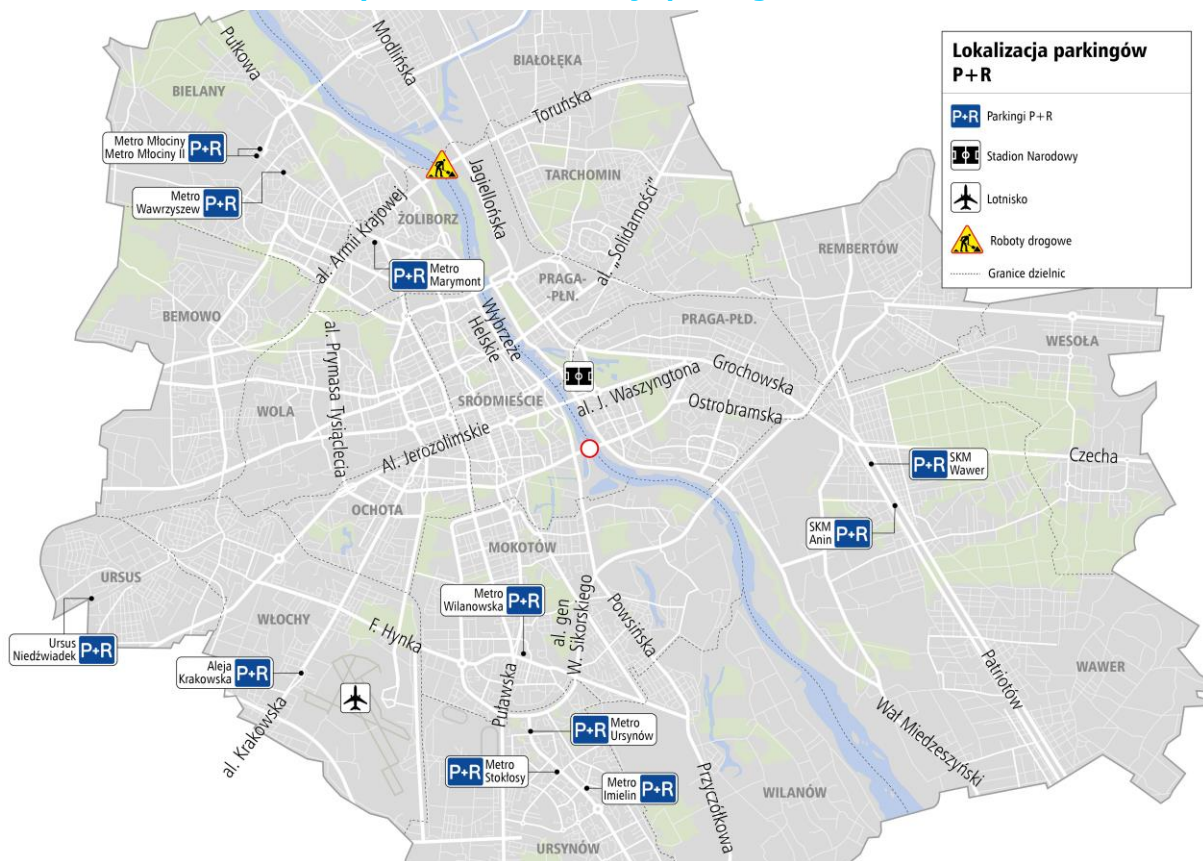 Lokalizacja parkingów
P+R
P+R Parkingi P+R
Stadion Narodowy
Lotnisko
Roboty drogowe
Granice dzielnic
Pułkowa
Modlińska
BIAŁOŁĘKA
BIELANY
Toruńska
Metro Młociny
Metro Młociny II
P+R
Metro
Wawrzyszew
P+R
Jagiellońska
TARCHOMIN
al. Armii Krajowej
ŻOLIBORZ
al. „Solidarności”
REMBERTÓW
P+R
Metro
Marymont
PRAGA-
-PŁN.
BEMOWO
Wybrzeże
Helskie
PRAGA-PŁD.
WESOŁA
al. Prymasa Tysiąclecia
Grochowska
al. J. Waszyngtona
Ostrobramska
WOLA
SRÓDMIEŚCIE
Al. Jerozolimskie
P+R
SKM
Wawer
Czecha
OCHOTA
SKM
Anin
P+R
MOKOTÓW
URSUS
Metro
Wilanowska
P+R
al. gen
W. Sikorskiego
Powsińska
WŁOCHY
F. Hynka
Ursus
Niedźwiadek
P+R
Aleja
Krakowska
P+R
Patriotów
WAWER
al. Krakowska
Puławska
P+R
Metro
Ursynów
P+R
Metro
Stokłosy
Metro
Imielin
P+R
Przyczółkowa
WILANÓW
Wał Miedzeszyński
URSYNÓW